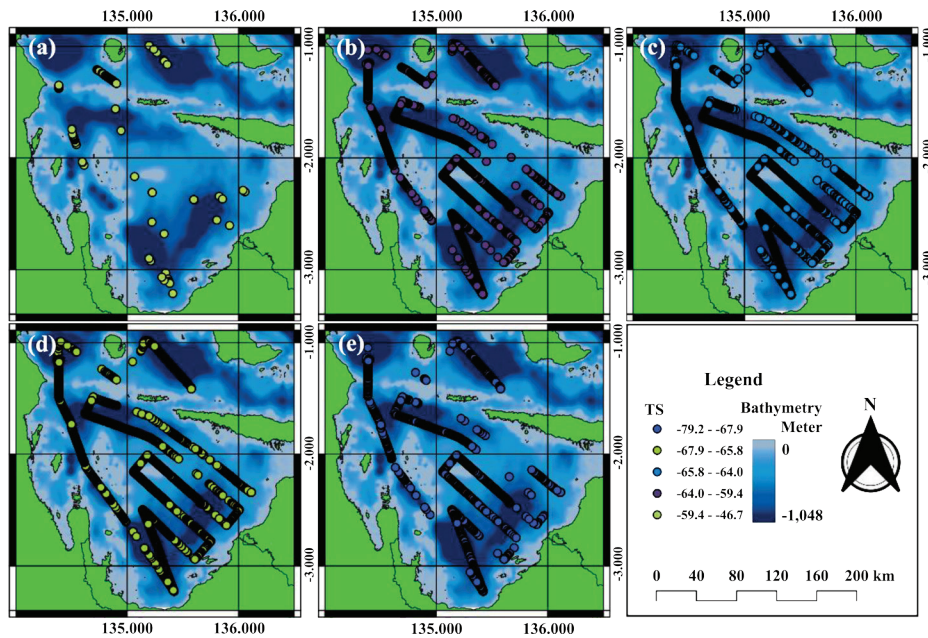 135.000 136.000 135.000 136.000 135.000 136.000
(a) (b) (c)
-1.000 -1.000 -1.000
-2.000 -2.000 -2.000
-3.000 -3.000 -3.000
(d) (e)
-1.000 -1.000
-2.000 -2.000
-3.000 -3.000
135.000 136.000 135.000 136.000
Legend
TS Bathymetry
Meter
-79.2 - -67.9 0
-67.9 - -65.8
-65.8 - -64.0
-64.0 - -59.4
-59.4 - -46.7 -1,048
N
0 40 80 120 160 200 km